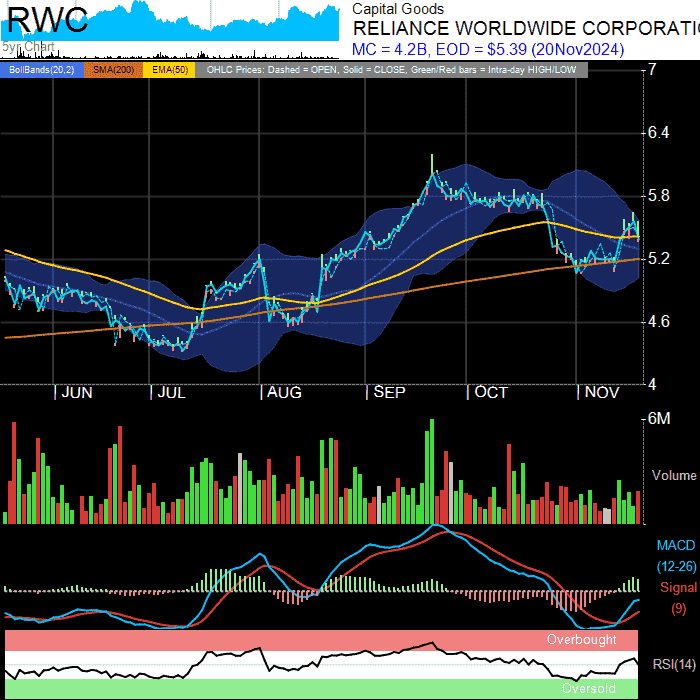 RWC
5yr Chart
Capital Goods
RELIANCE WORLDWIDE CORPORATI
MC = 4.2B, EOD = $5.39 (20Nov2024)
BollBands(20,2) SMA(200) EMA(50) OHLC Prices: Dashed = OPEN, Solid = CLOSE, Green/Red bars = Intra-day HIGH/LOW
7
6.4
5.8
5.2
4.6
4
| JUN | JUL | AUG | SEP | OCT | NOV
6M
Volume
MACD
(12-26)
Signal
(9)
Overbought
RSI(14)
Oversold